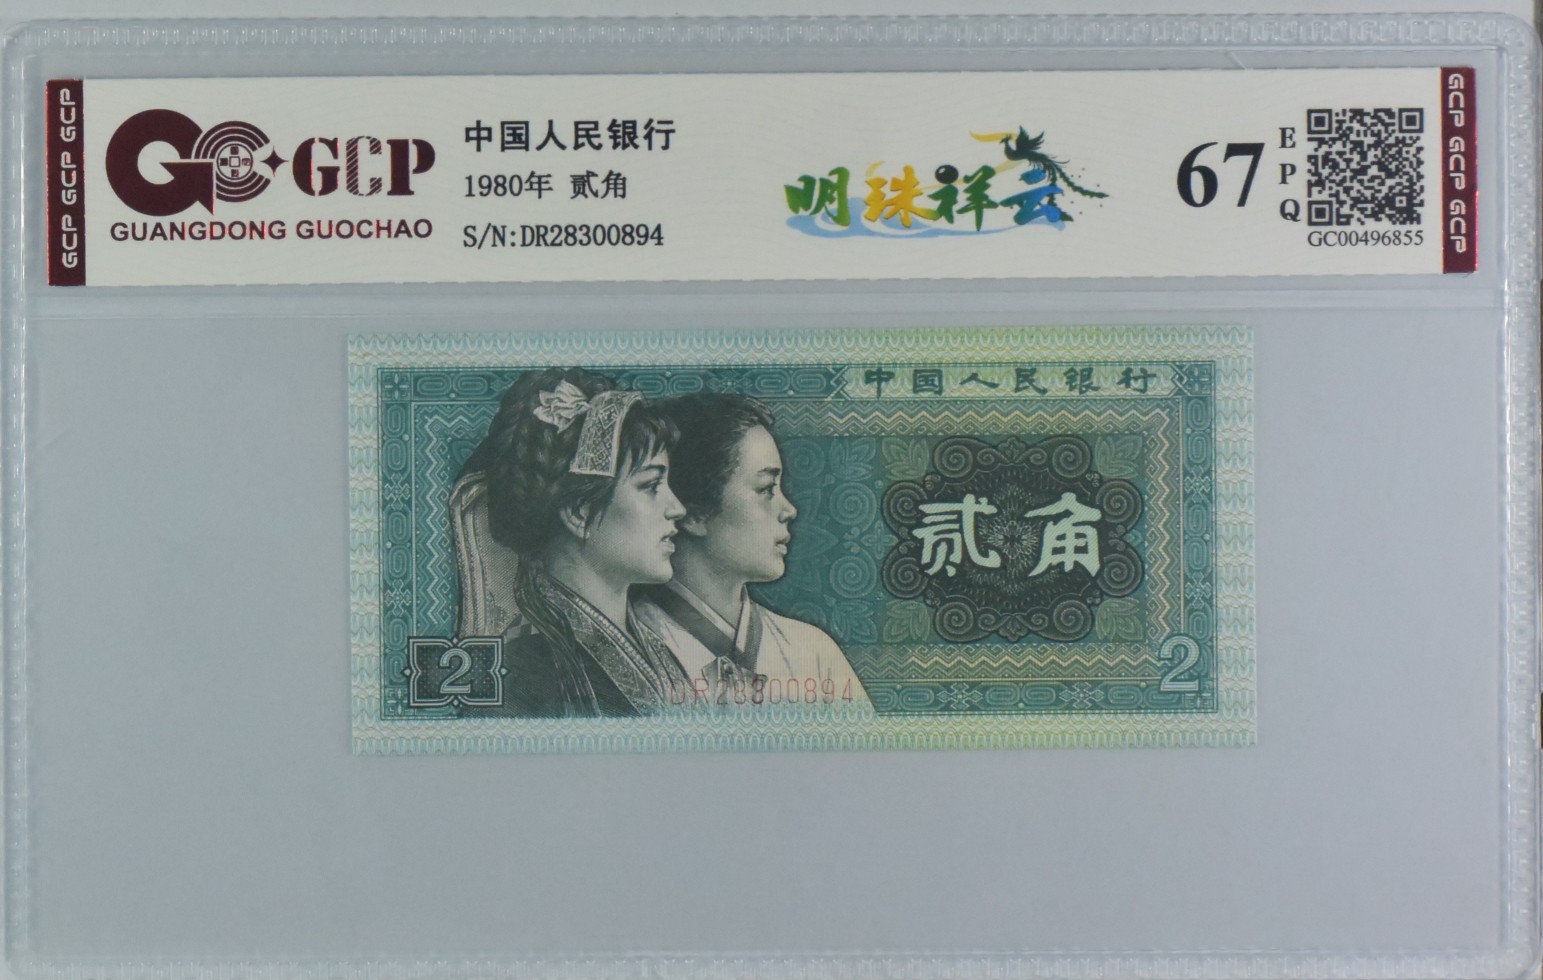 GCP GCP GCP
GCP
GUANGDONG GUOCHAO
中国人民银行
1980年 贰角
S/N:DR28300894
明珠祥云
67
EPQ
GC00496855
GCP GCP GCP
中国人民银行
贰角
2
2
DR28300894